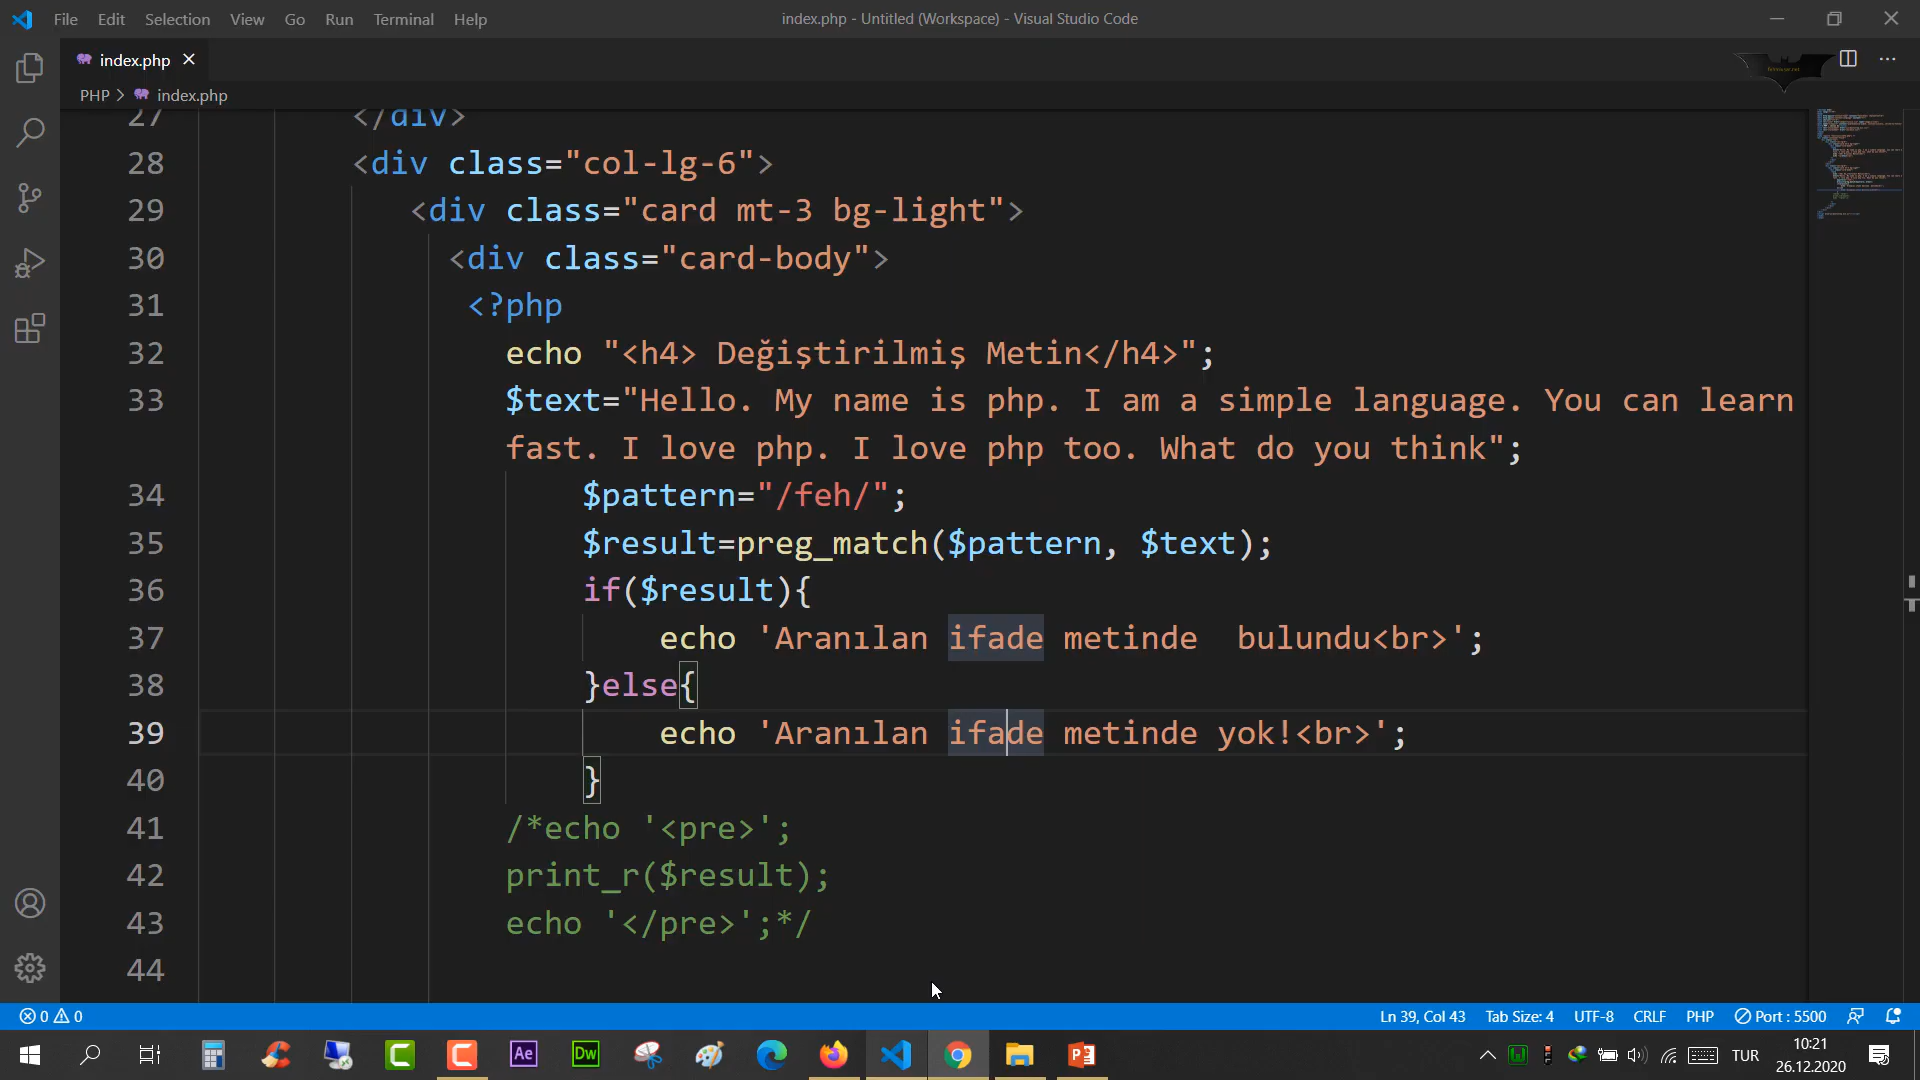 File Edit Selection View Go Run Terminal Help
index.php - Untitled (Workspace) - Visual Studio Code
index.php
PHP > index.php
27 </div>
28 <div class="col-lg-6">
29 <div class="card mt-3 bg-light">
30 <div class="card-body">
31 <?php
32 echo "<h4> Değiştirilmiş Metin</h4>";
33 $text="Hello. My name is php. I am a simple language. You can learn
fast. I love php. I love php too. What do you think";
34 $pattern="/feh/";
35 $result=preg_match($pattern, $text);
36 if($result){
37 echo 'Aranılan ifade metinde  bulundu<br>';
38 }else{
39 echo 'Aranılan ifade metinde yok!<br>';
40 }
41 /*echo '<pre>';
42 print_r($result);
43 echo '</pre>';*/
44
0 0
Ln 39, Col 43 Tab Size: 4 UTF-8 CRLF PHP Port : 5500
Ae Dw
TUR
10:21
26.12.2020